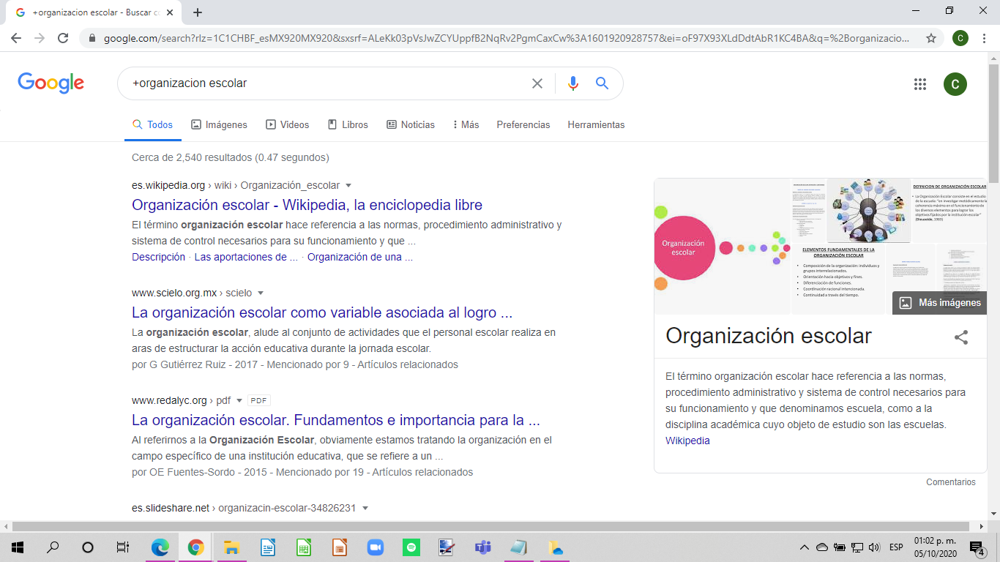 +organizacion escolar - Buscar co
google.com/search?rlz=1C1CHBF_esMX920MX920&sxsrf=ALeKk03pVsJwZCYUppfB2NqRv2PgmCaxCw%3A1601920928757&ei=oF97X93XLdDdtAbR1KC4BA&q=%2Borganizacio...
C
Google
+organizacion escolar
C
Todos Imágenes Videos Libros Noticias Más Preferencias Herramientas
Cerca de 2,540 resultados (0.47 segundos)
es.wikipedia.org › wiki › Organización_escolar
Organización escolar - Wikipedia, la enciclopedia libre
El término organización escolar hace referencia a las normas, procedimiento administrativo y
sistema de control necesarios para su funcionamiento y que ...
Descripción · Las aportaciones de ... · Organización de una ...
www.scielo.org.mx › scielo
La organización escolar como variable asociada al logro ...
La organización escolar, alude al conjunto de actividades que el personal escolar realiza en
aras de estructurar la acción educativa durante la jornada escolar.
por G Gutiérrez Ruiz - 2017 - Mencionado por 9 - Artículos relacionados
www.redalyc.org › pdf PDF
La organización escolar. Fundamentos e importancia para la ...
Al referirnos a la Organización Escolar, obviamente estamos tratando la organización en el
campo específico de una institución educativa, que se refiere a un ...
por OE Fuentes-Sordo - 2015 - Mencionado por 19 - Artículos relacionados
es.slideshare.net › organizacin-escolar-34826231
Organización
escolar
DEFINICION DE ORGANIZACIÓN ESCOLAR
• La Organización Escolar consiste en el estudio
de la escuela: "en investigar metódicamente la
coherencia máxima en el funcionamiento de
los diversos elementos para lograr los
objetivos fijados por la institución escolar"
(Dieuzeide, 1983)
ELEMENTOS FUNDAMENTALES DE LA
ORGANIZACIÓN ESCOLAR
• Composición de la organización: individuos y
grupos interrelacionados.
• Orientación hacia objetivos y fines.
• Diferenciación de funciones.
• Coordinación racional intencionada.
• Continuidad a través del tiempo.
Más imágenes
Organización escolar
El término organización escolar hace referencia a las normas,
procedimiento administrativo y sistema de control necesarios para
su funcionamiento y que denominamos escuela, como a la
disciplina académica cuyo objeto de estudio son las escuelas.
Wikipedia
Comentarios
ESP
01:02 p. m.
05/10/2020
4